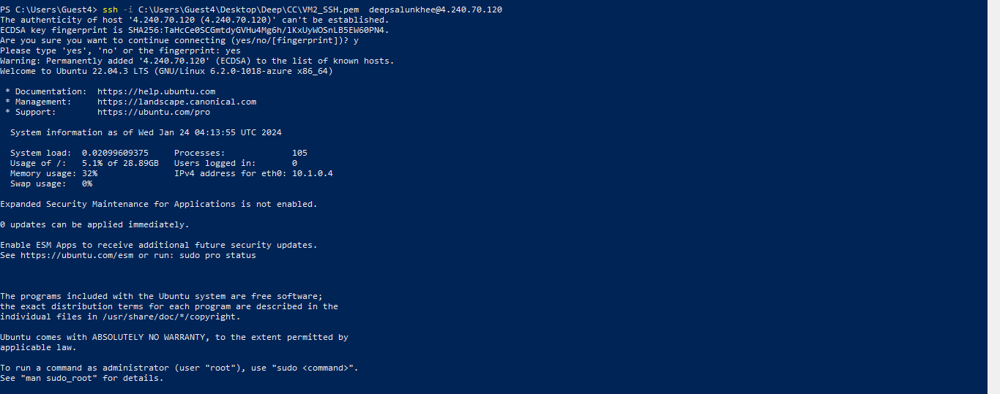 PS C:\Users\Guest4> ssh -i C:\Users\Guest4\Desktop\Deep\CC\VM2_SSH.pem  deepsalunkhee@4.240.70.120
The authenticity of host '4.240.70.120 (4.240.70.120)' can't be established.
ECDSA key fingerprint is SHA256:TaHcCe0SCGmtdyGVHu4Mg6h/lKxUyWOSnLB5EW60PN4.
Are you sure you want to continue connecting (yes/no/[fingerprint])? y
Please type 'yes', 'no' or the fingerprint: yes
Warning: Permanently added '4.240.70.120' (ECDSA) to the list of known hosts.
Welcome to Ubuntu 22.04.3 LTS (GNU/Linux 6.2.0-1018-azure x86_64)

 * Documentation:  https://help.ubuntu.com
 * Management:     https://landscape.canonical.com
 * Support:        https://ubuntu.com/pro

  System information as of Wed Jan 24 04:13:55 UTC 2024

  System load:  0.02099609375     Processes:             105
  Usage of /:   5.1% of 28.89GB   Users logged in:       0
  Memory usage: 32%               IPv4 address for eth0: 10.1.0.4
  Swap usage:   0%

Expanded Security Maintenance for Applications is not enabled.

0 updates can be applied immediately.

Enable ESM Apps to receive additional future security updates.
See https://ubuntu.com/esm or run: sudo pro status

The programs included with the Ubuntu system are free software;
the exact distribution terms for each program are described in the
individual files in /usr/share/doc/*/copyright.

Ubuntu comes with ABSOLUTELY NO WARRANTY, to the extent permitted by
applicable law.

To run a command as administrator (user "root"), use "sudo <command>".
See "man sudo_root" for details.